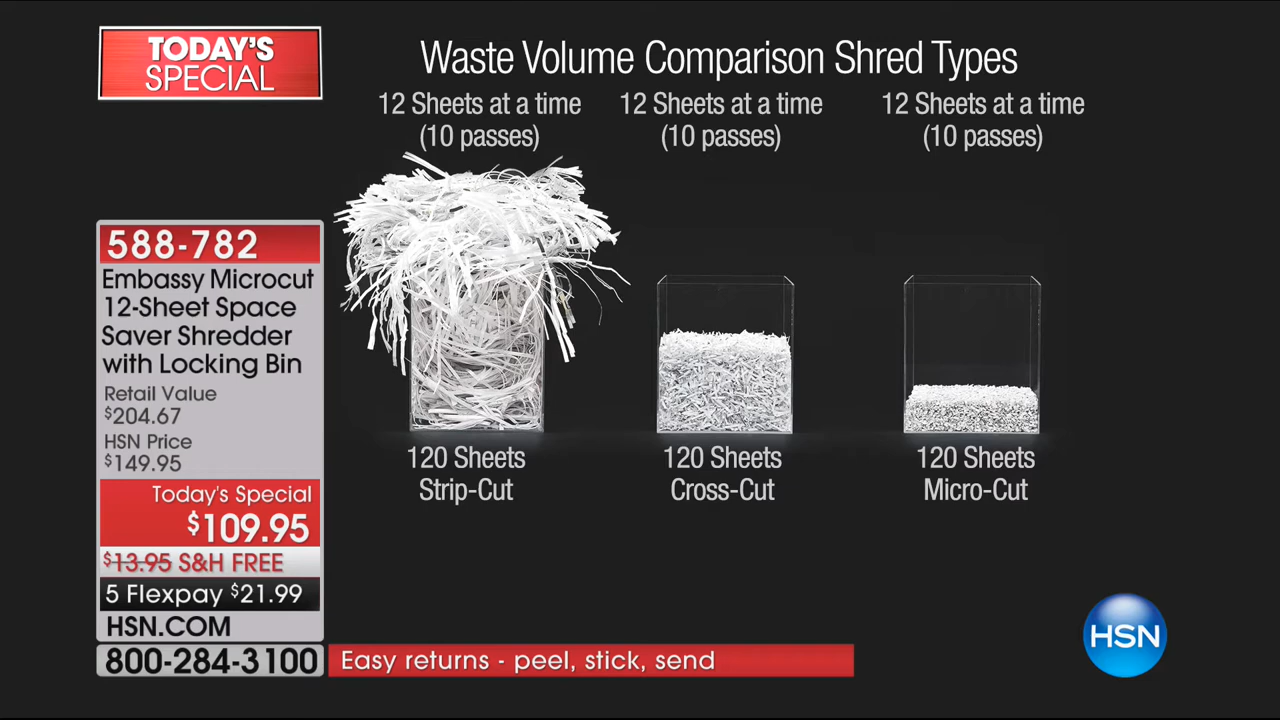 TODAY'S
SPECIAL
Waste Volume Comparison Shred Types
12 Sheets at a time
(10 passes)
12 Sheets at a time
(10 passes)
12 Sheets at a time
(10 passes)
120 Sheets
Strip-Cut
120 Sheets
Cross-Cut
120 Sheets
Micro-Cut
588-782
Embassy Microcut
12-Sheet Space
Saver Shredder
with Locking Bin
Retail Value
$204.67
HSN Price
$149.95
Today's Special
$109.95
$13.95 S&H FREE
5 Flexpay $21.99
HSN.COM
800-284-3100
Easy returns - peel, stick, send
HSN